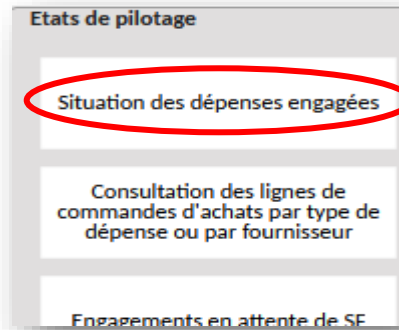 Etats de pilotage
Situation des dépenses engagées
Consultation des lignes de
commandes d'achats par type de
dépense ou par fournisseur
Engagements en attente de SF